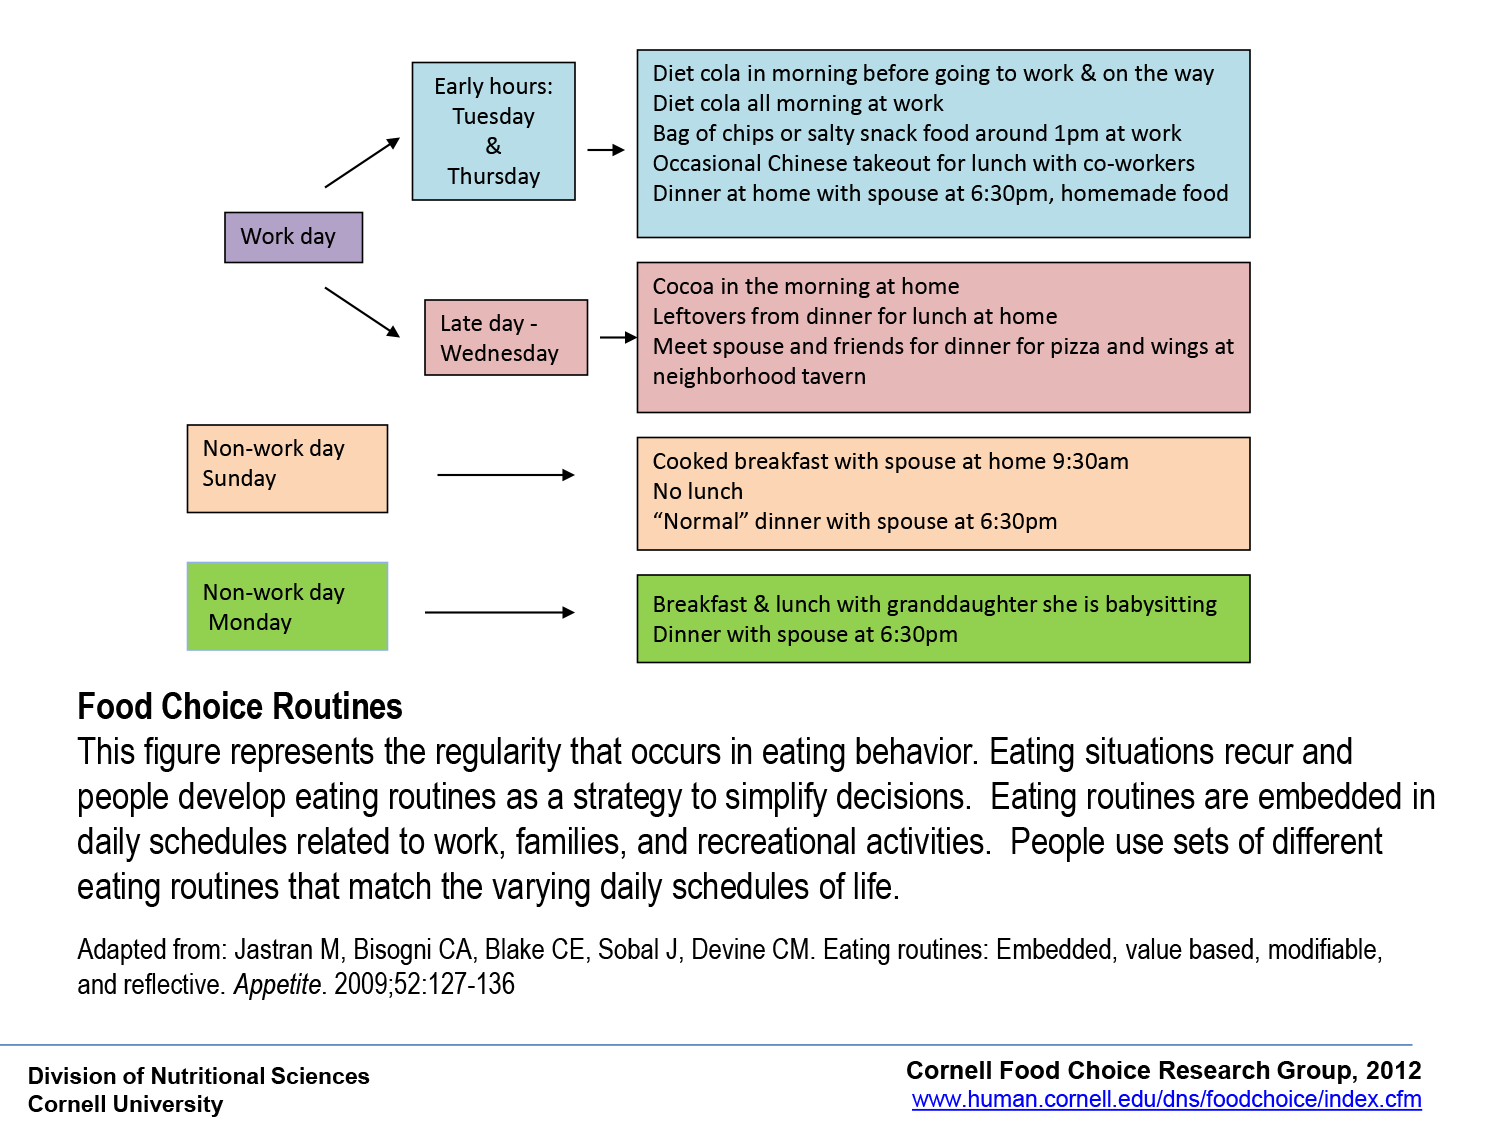 Early hours:
Tuesday
&
Thursday
Diet cola in morning before going to work & on the way
Diet cola all morning at work
Bag of chips or salty snack food around 1pm at work
Occasional Chinese takeout for lunch with co-workers
Dinner at home with spouse at 6:30pm, homemade food
Work day
Late day -
Wednesday
Cocoa in the morning at home
Leftovers from dinner for lunch at home
Meet spouse and friends for dinner for pizza and wings at
neighborhood tavern
Non-work day
Sunday
Cooked breakfast with spouse at home 9:30am
No lunch
“Normal” dinner with spouse at 6:30pm
Non-work day
Monday
Breakfast & lunch with granddaughter she is babysitting
Dinner with spouse at 6:30pm
Food Choice Routines
This figure represents the regularity that occurs in eating behavior. Eating situations recur and
people develop eating routines as a strategy to simplify decisions.  Eating routines are embedded in
daily schedules related to work, families, and recreational activities.  People use sets of different
eating routines that match the varying daily schedules of life.
Adapted from: Jastran M, Bisogni CA, Blake CE, Sobal J, Devine CM. Eating routines: Embedded, value based, modifiable,
and reflective. Appetite. 2009;52:127-136
Division of Nutritional Sciences
Cornell University
Cornell Food Choice Research Group, 2012
www.human.cornell.edu/dns/foodchoice/index.cfm